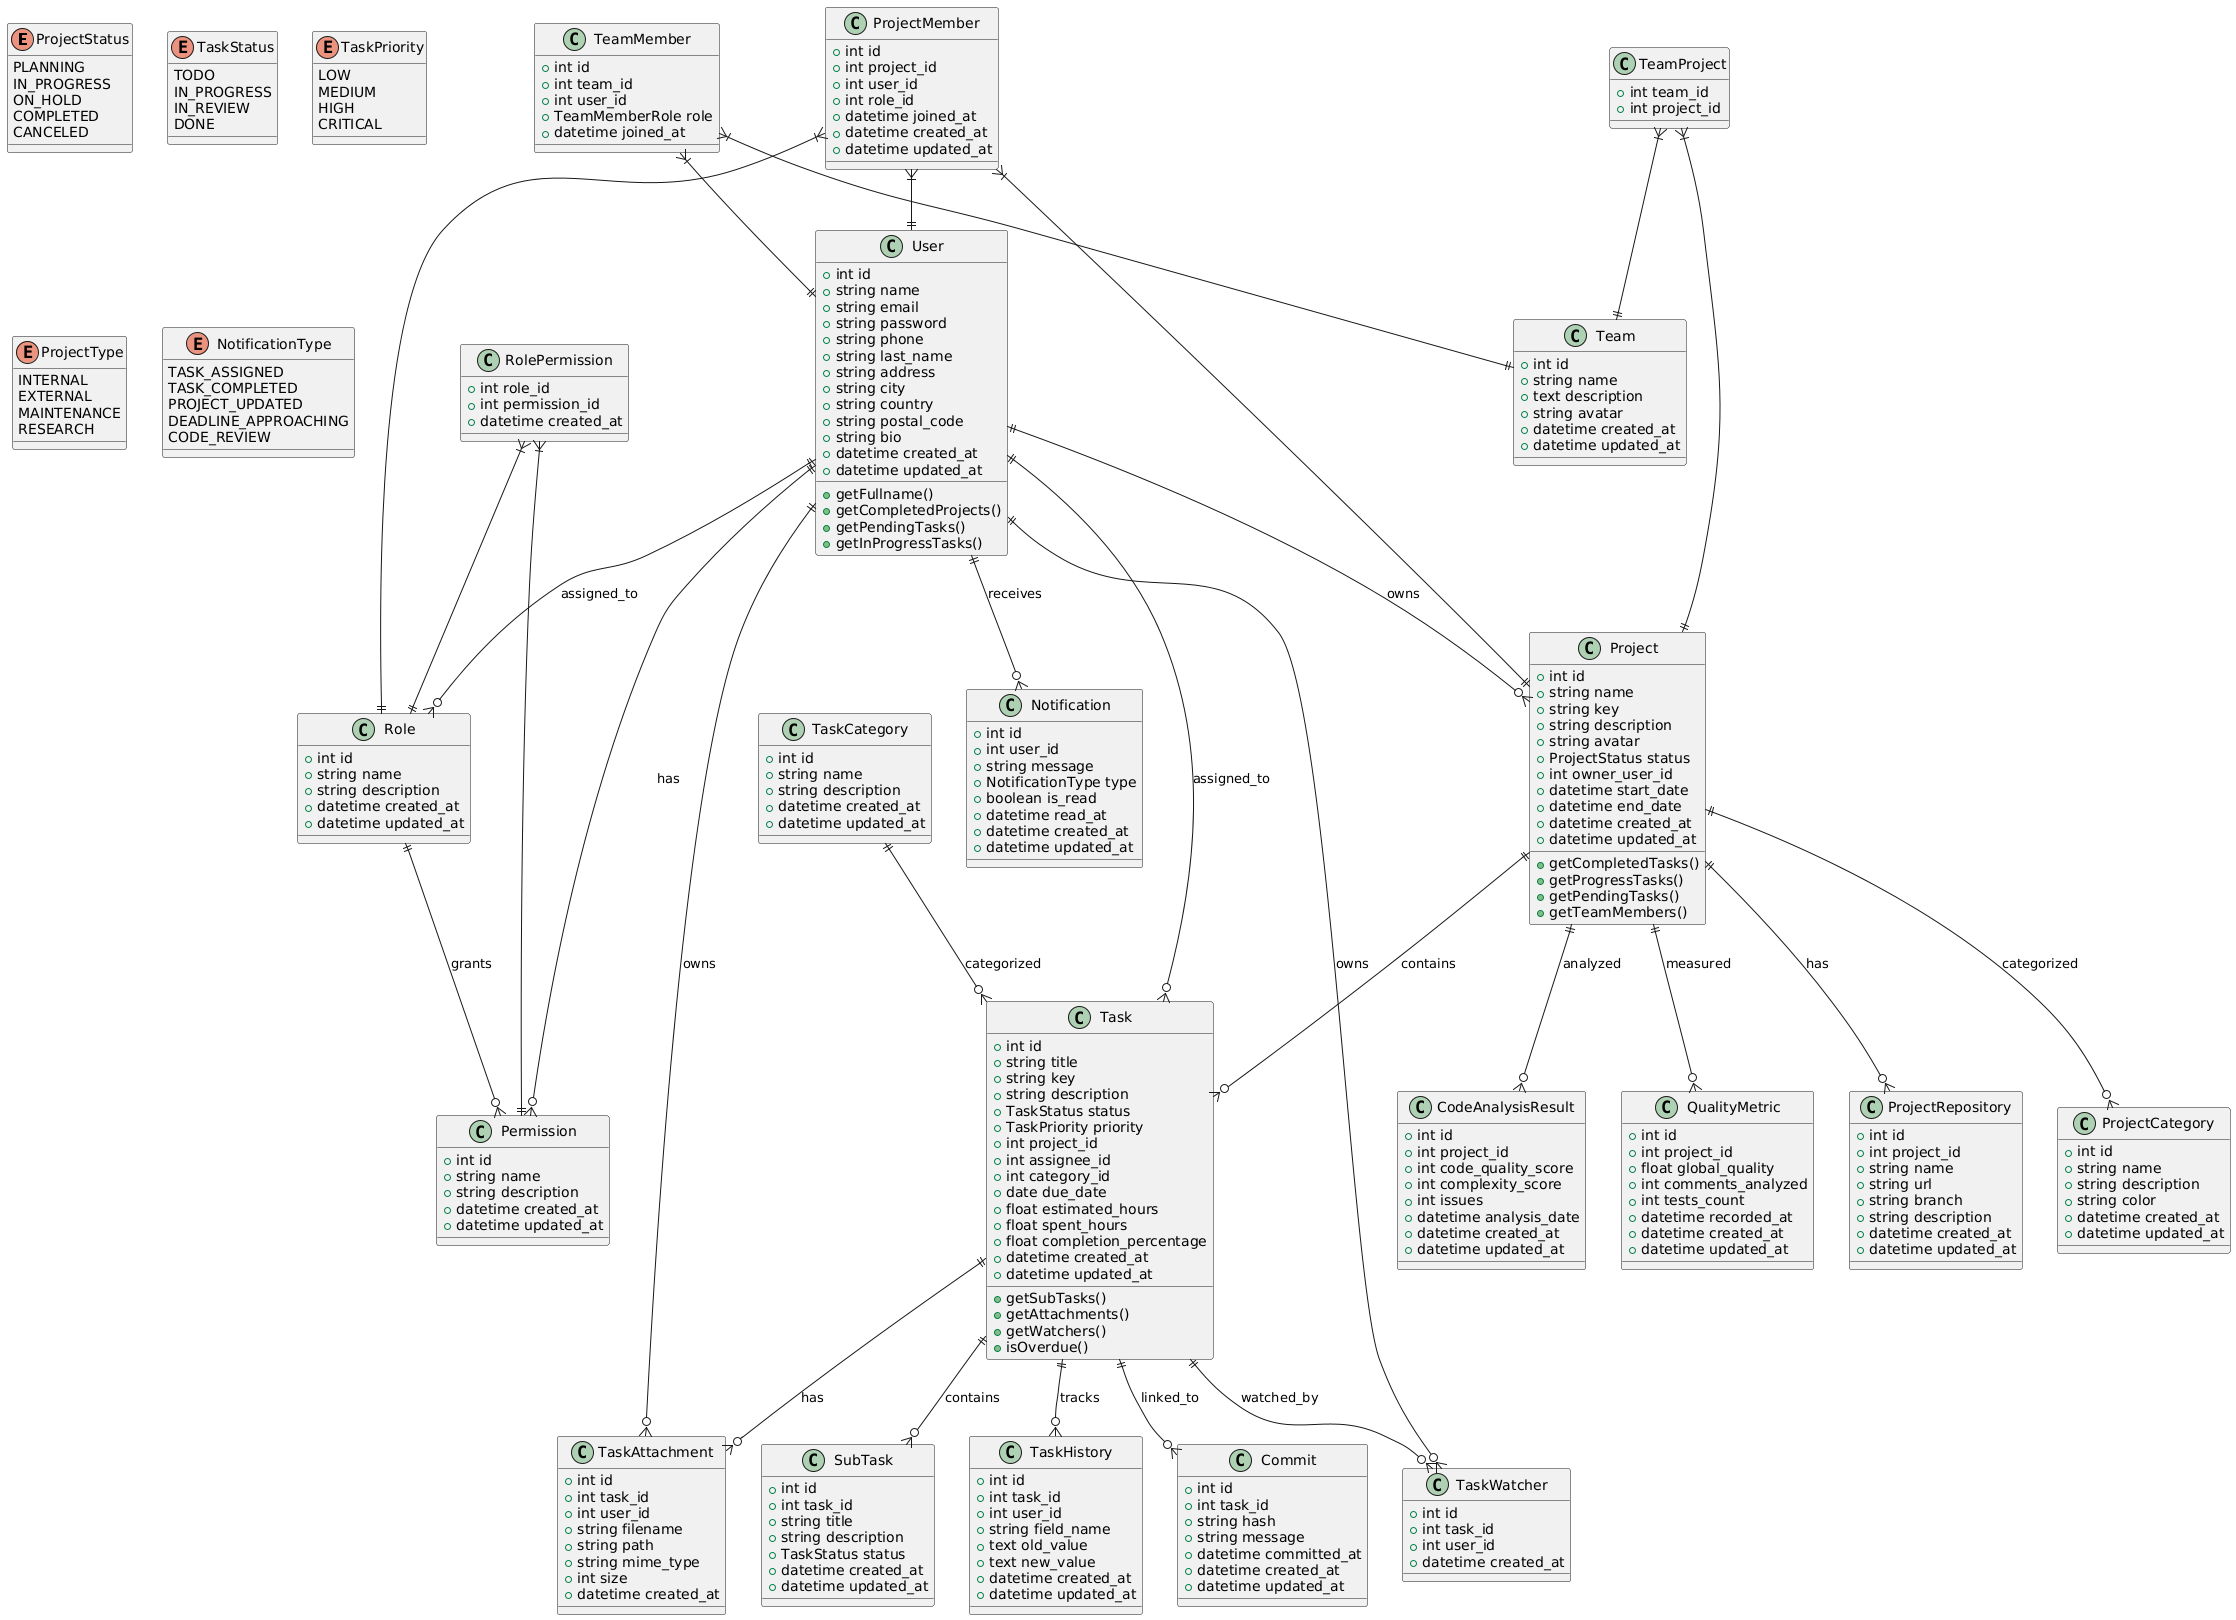 ProjectStatus
PLANNING
IN_PROGRESS
ON_HOLD
COMPLETED
CANCELED
TaskStatus
TODO
IN_PROGRESS
IN_REVIEW
DONE
TaskPriority
LOW
MEDIUM
HIGH
CRITICAL
TeamMember
int id
int team_id
int user_id
TeamMemberRole role
datetime joined_at
ProjectMember
int id
int project_id
int user_id
int role_id
datetime joined_at
datetime created_at
datetime updated_at
TeamProject
int team_id
int project_id
ProjectType
INTERNAL
EXTERNAL
MAINTENANCE
RESEARCH
NotificationType
TASK_ASSIGNED
TASK_COMPLETED
PROJECT_UPDATED
DEADLINE_APPROACHING
CODE_REVIEW
RolePermission
int role_id
int permission_id
datetime created_at
User
int id
string name
string email
string password
string phone
string last_name
string address
string city
string country
string postal_code
string bio
datetime created_at
datetime updated_at
getFullname()
getCompletedProjects()
getPendingTasks()
getInProgressTasks()
Team
int id
string name
text description
string avatar
datetime created_at
datetime updated_at
assigned_to
receives
owns
Role
int id
string name
string description
datetime created_at
datetime updated_at
has
TaskCategory
int id
string name
string description
datetime created_at
datetime updated_at
Notification
int id
int user_id
string message
NotificationType type
boolean is_read
datetime read_at
datetime created_at
datetime updated_at
assigned_to
Project
int id
string name
string key
string description
string avatar
ProjectStatus status
int owner_user_id
datetime start_date
datetime end_date
datetime created_at
datetime updated_at
getCompletedTasks()
getProgressTasks()
getPendingTasks()
getTeamMembers()
grants
owns
categorized
owns
contains
analyzed
measured
has
categorized
Permission
int id
string name
string description
datetime created_at
datetime updated_at
Task
int id
string title
string key
string description
TaskStatus status
TaskPriority priority
int project_id
int assignee_id
int category_id
date due_date
float estimated_hours
float spent_hours
float completion_percentage
datetime created_at
datetime updated_at
getSubTasks()
getAttachments()
getWatchers()
isOverdue()
CodeAnalysisResult
int id
int project_id
int code_quality_score
int complexity_score
int issues
datetime analysis_date
datetime created_at
datetime updated_at
QualityMetric
int id
int project_id
float global_quality
int comments_analyzed
int tests_count
datetime recorded_at
datetime created_at
datetime updated_at
ProjectRepository
int id
int project_id
string name
string url
string branch
string description
datetime created_at
datetime updated_at
ProjectCategory
int id
string name
string description
string color
datetime created_at
datetime updated_at
has
contains
tracks
linked_to
watched_by
TaskAttachment
int id
int task_id
int user_id
string filename
string path
string mime_type
int size
datetime created_at
SubTask
int id
int task_id
string title
string description
TaskStatus status
datetime created_at
datetime updated_at
TaskHistory
int id
int task_id
int user_id
string field_name
text old_value
text new_value
datetime created_at
datetime updated_at
Commit
int id
int task_id
string hash
string message
datetime committed_at
datetime created_at
datetime updated_at
TaskWatcher
int id
int task_id
int user_id
datetime created_at